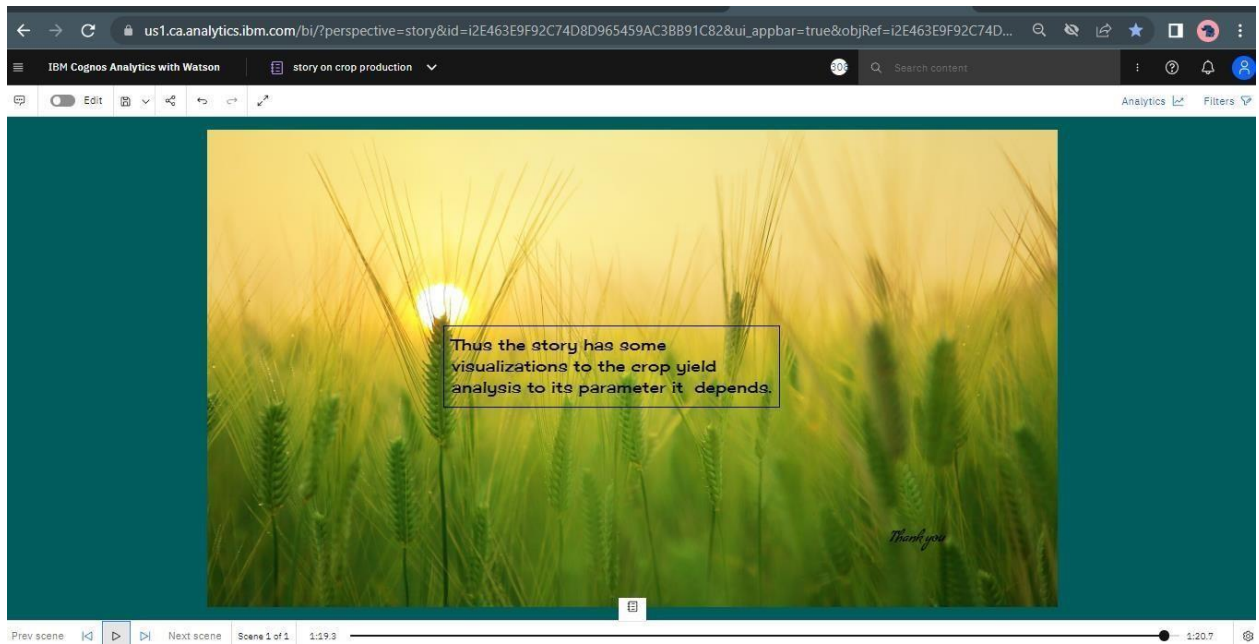 us1.ca.analytics.ibm.com/bi/?perspective=story&id=i2E463E9F92C74D8D965459AC3BB91C82&ui_appbar=true&objRef=i2E463E9F92C74D...
IBM Cognos Analytics with Watson story on crop production Search content
Edit Analytics Filters
Thus the story has some
visualizations to the crop yield
analysis to its parameter it depends.
Thank you
Prev scene Next scene Scene 1 of 1 1:19.3 1:20.7